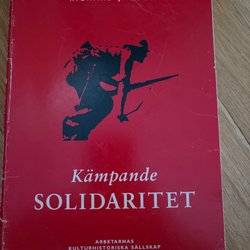 Kämpande
SOLIDARITET
ARBETARNAS
KULTURHISTORISKA SÄLLSKAP